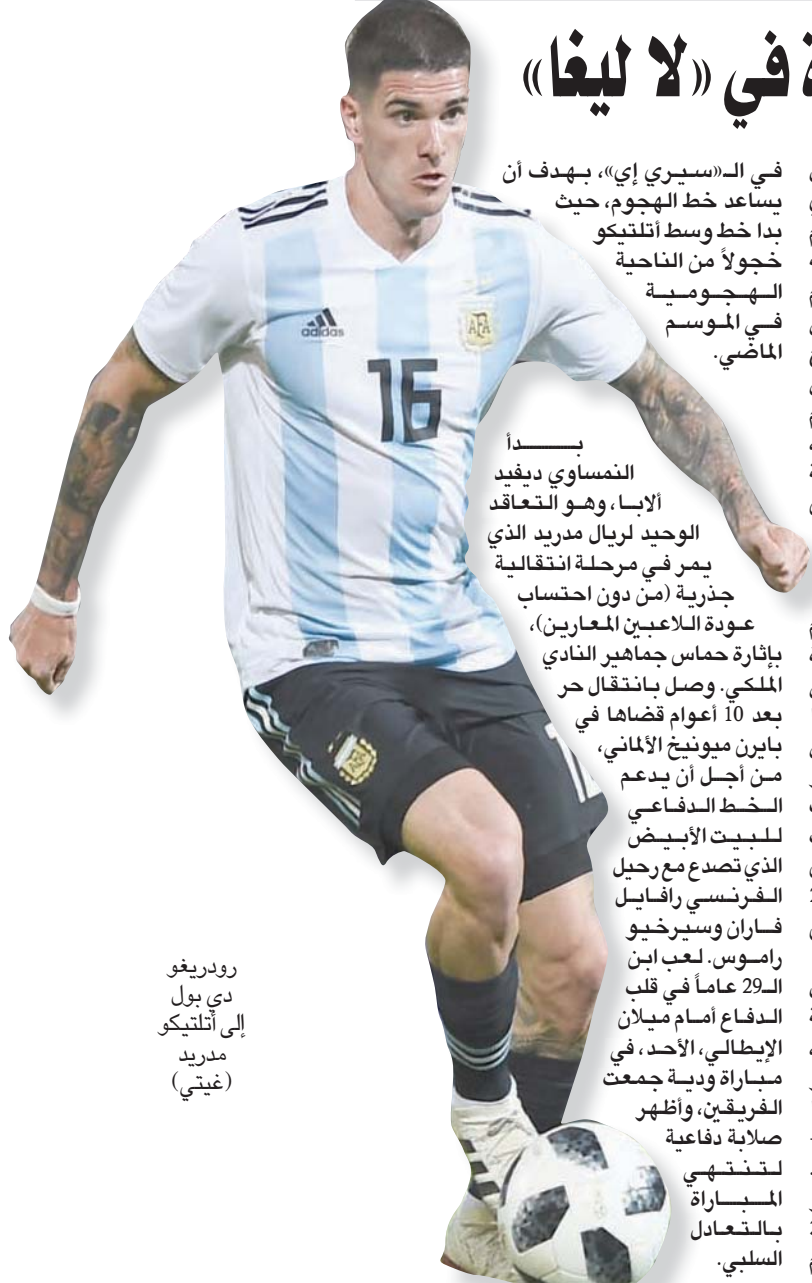 في «لا ليغا»
في الـ«سيري إي»، بهدف أن
يساعد خط الهجوم، حيث
بدا خط وسط أتلتيكو
خجولاً من الناحية
الهجومية
في الموسم
الماضي.
بدأ
النمساوي ديفيد
ألابا، وهو التعاقد
الوحيد لريال مدريد الذي
يمر في مرحلة انتقالية
جذرية (من دون احتساب
عودة اللاعبين المعارين)،
بإثارة حماس جماهير النادي
الملكي. وصل بانتقال حر
بعد 10 أعوام قضاها في
بايرن ميونيخ الألماني،
من أجل أن يدعم
الخط الدفاعي
للبيت الأبيض
الذي تصدع مع رحيل
الفرنسي رافايل
فاران وسيرخيو
راموس. لعب ابن
الـ29 عاماً في قلب
الدفاع أمام ميلان
الإيطالي، الأحد، في
مباراة ودية جمعت
الفريقين، وأظهر
صلابة دفاعية
لتنتهي
المباراة
بالتعادل
السلبي.
رودريغو
دي بول
إلى أتلتيكو
مدريد
(غيتي)
adidas
AFA
16
AFA